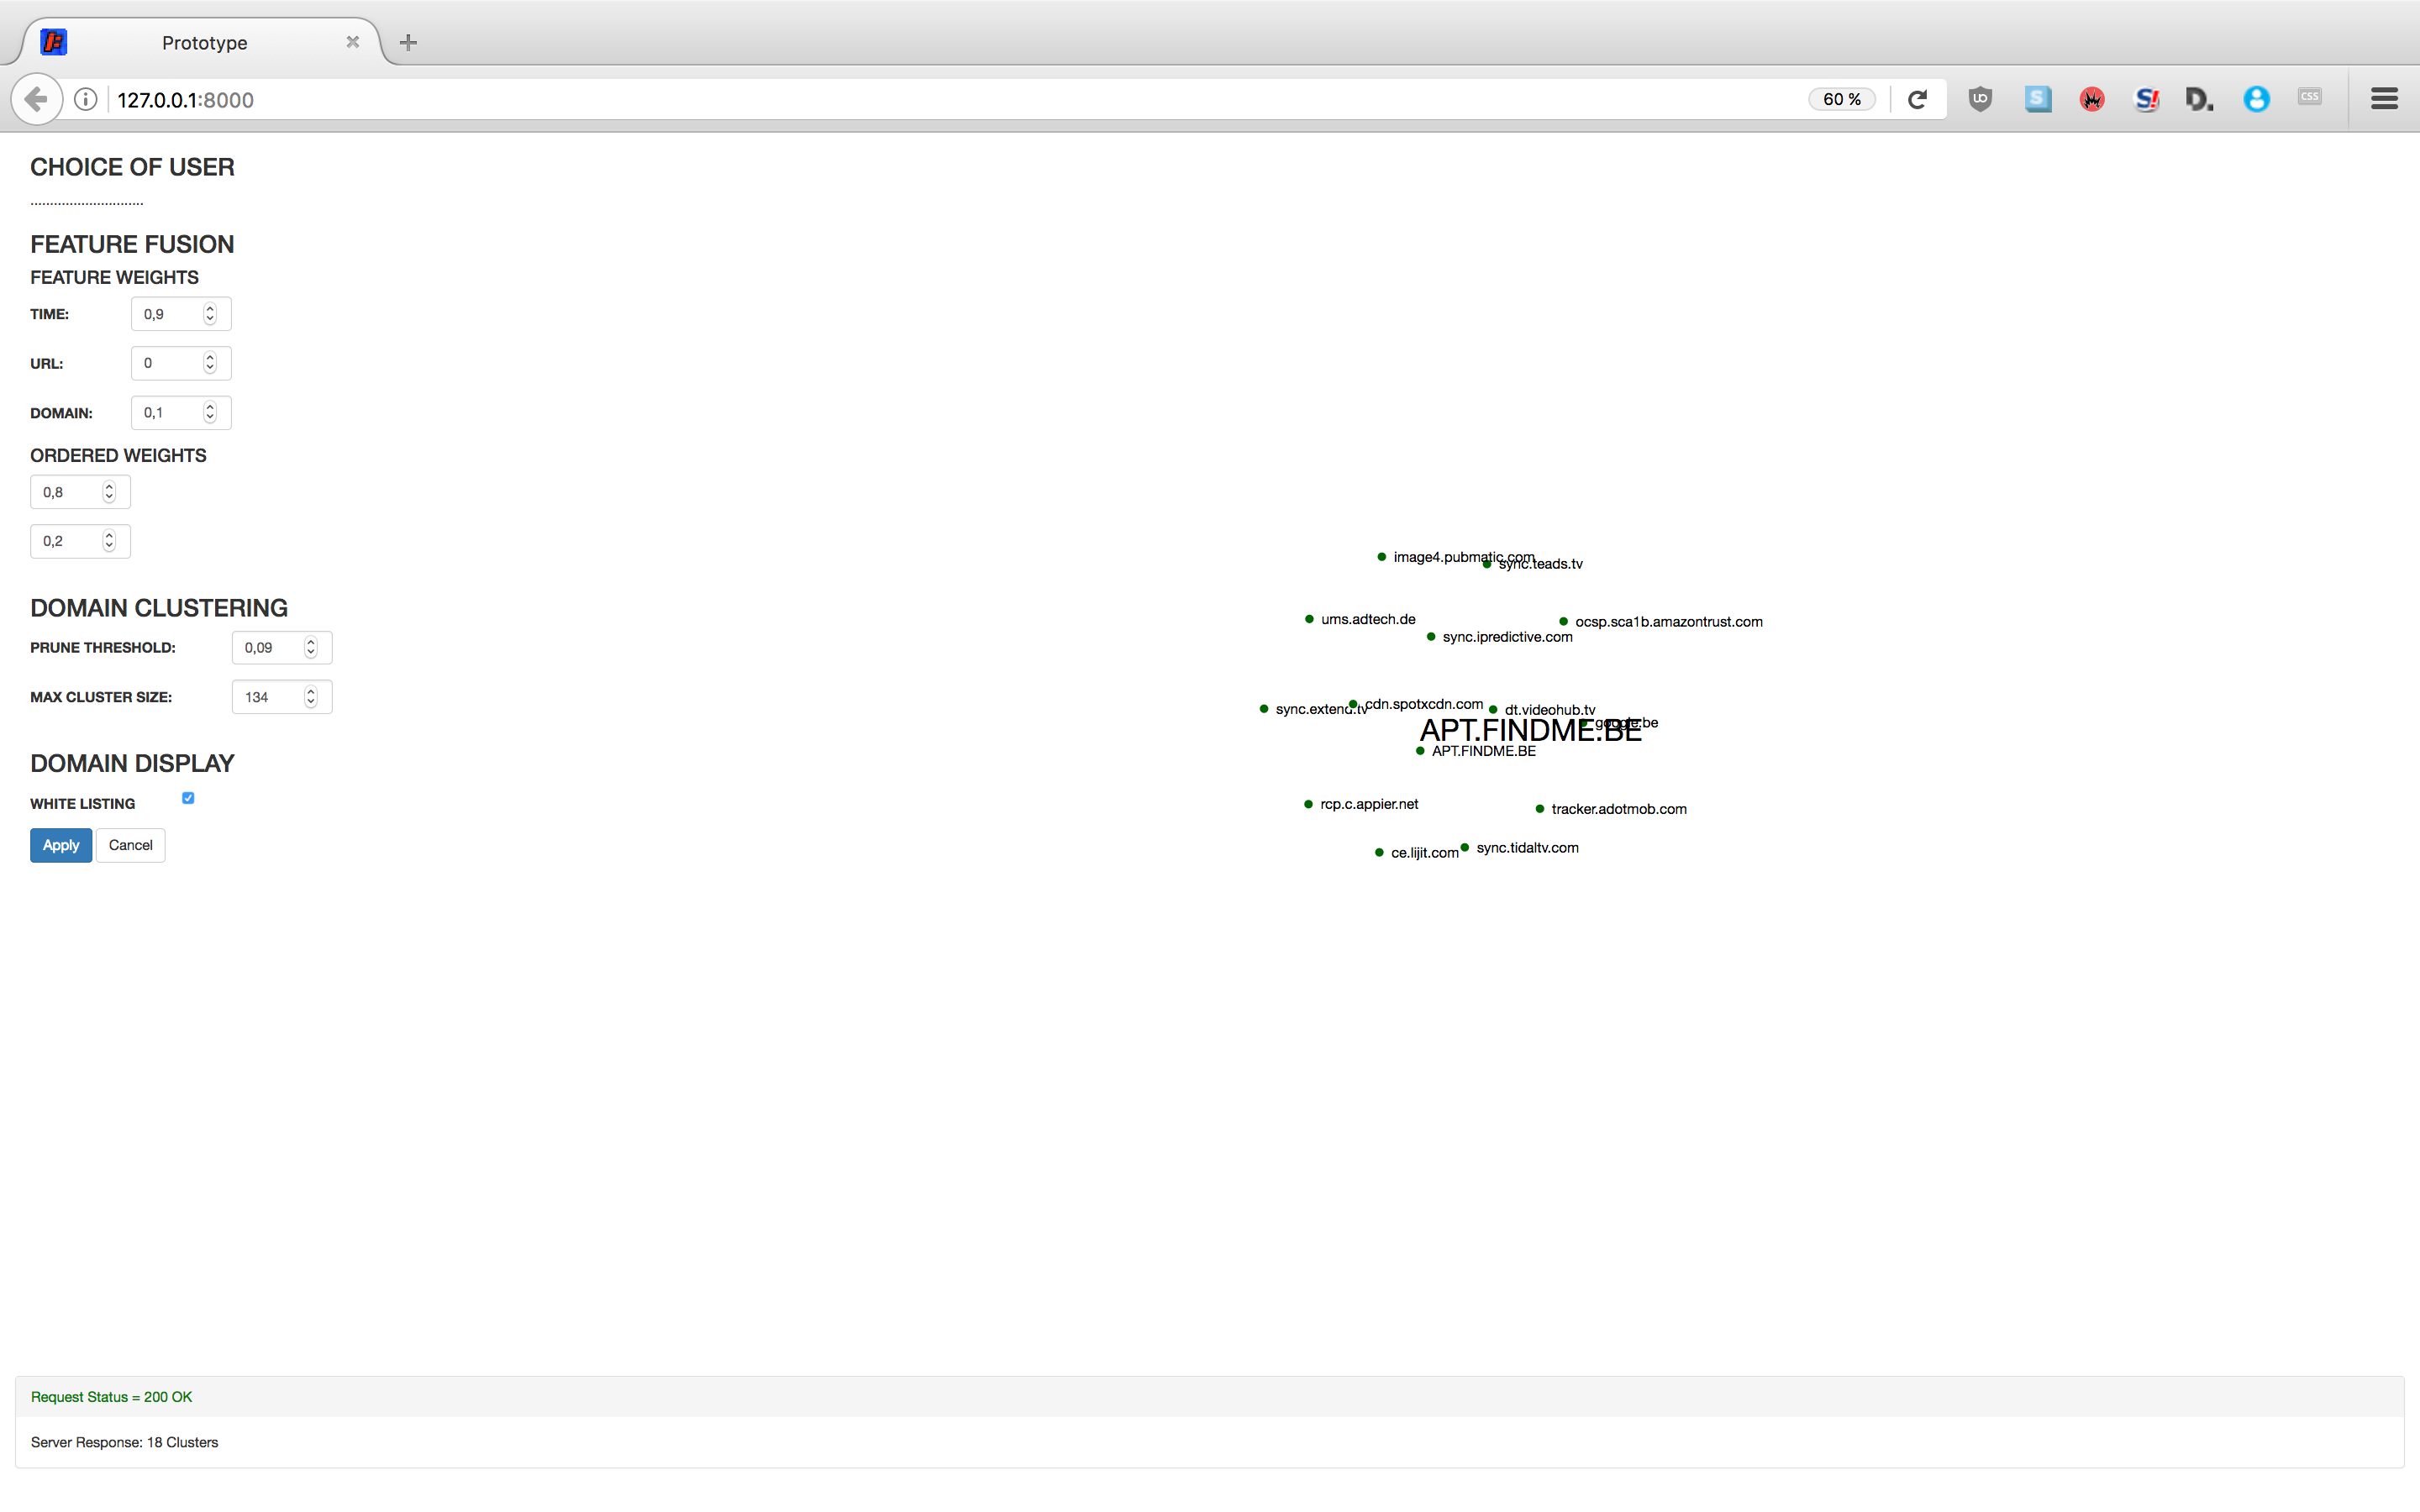 Prototype
127.0.0.1:8000
60 %
CHOICE OF USER
.............................
FEATURE FUSION
FEATURE WEIGHTS
TIME: 0,9
URL: 0
DOMAIN: 0,1
ORDERED WEIGHTS
0,8
0,2
DOMAIN CLUSTERING
PRUNE THRESHOLD: 0,09
MAX CLUSTER SIZE: 134
DOMAIN DISPLAY
WHITE LISTING
Apply Cancel
image4.pubmatic.com
sync.teads.tv
ums.adtech.de
ocsp.sca1b.amazontrust.com
sync.ipredictive.com
sync.extend.tv
cdn.spotxcdn.com
dt.videohub.tv
google.be
APT.FINDME.BE
APT.FINDME.BE
rcp.c.appier.net
tracker.adotmob.com
ce.lijit.com
sync.tidaltv.com
UO
S
S!
D.
CSS
Request Status = 200 OK
Server Response: 18 Clusters